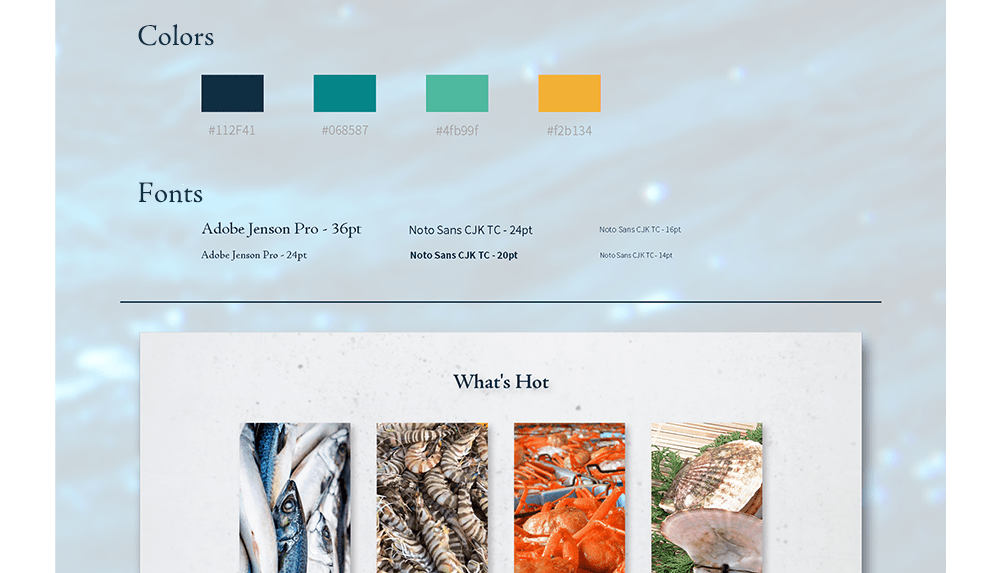 Colors
#112F41 #068587 #4fb99f #f2b134
Fonts
Adobe Jenson Pro - 36pt Noto Sans CJK TC - 24pt Noto Sans CJK TC - 16pt
Adobe Jenson Pro - 24pt Noto Sans CJK TC - 20pt Noto Sans CJK TC - 14pt
What's Hot